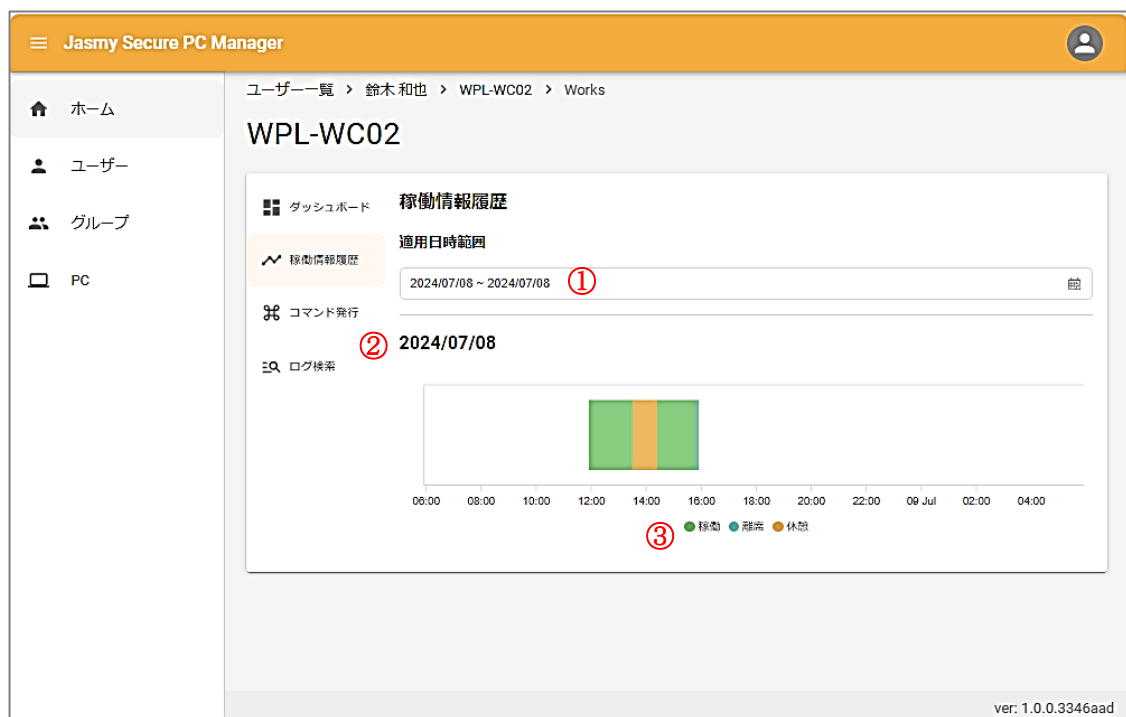 Jasmy Secure PC Manager
ホーム
ユーザー
グループ
PC
ユーザー一覧 > 鈴木 和也 > WPL-WC02 > Works
WPL-WC02
ダッシュボード
稼働情報履歴
コマンド発行
ログ検索
稼働情報履歴
適用日時範囲
2024/07/08 ~ 2024/07/08 ①
② 2024/07/08
06:00 08:00 10:00 12:00 14:00 16:00 18:00 20:00 22:00 09 Jul 02:00 04:00
③ 稼働 離席 休憩
ver: 1.0.0.3346aad